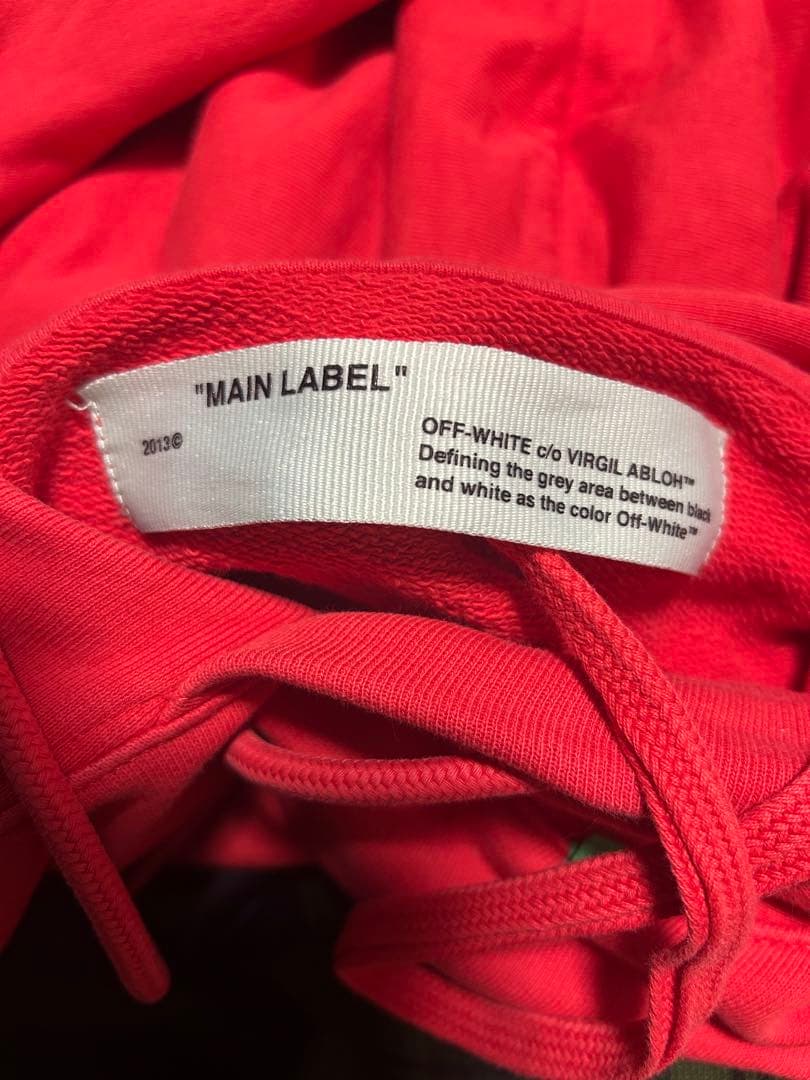 "MAIN LABEL"
2013©
OFF-WHITE c/o VIRGIL ABLOH™
Defining the grey area between black
and white as the color Off-White™